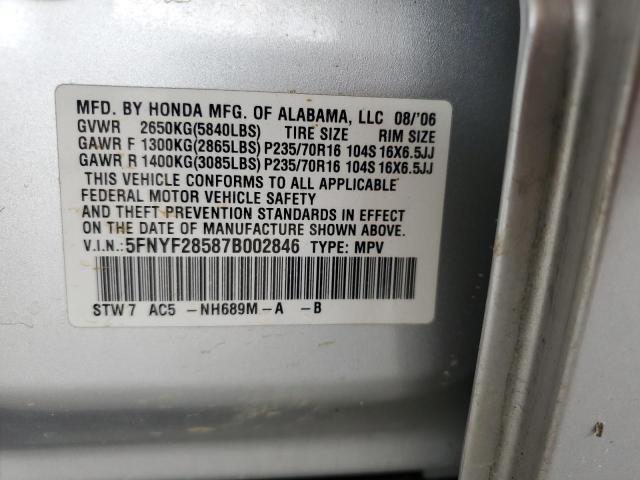 MFD. BY HONDA MFG. OF ALABAMA, LLC 08/'06
GVWR 2650KG(5840LBS) TIRE SIZE RIM SIZE
GAWR F 1300KG(2865LBS) P235/70R16 104S 16X6.5JJ
GAWR R 1400KG(3085LBS) P235/70R16 104S 16X6.5JJ
THIS VEHICLE CONFORMS TO ALL APPLICABLE
FEDERAL MOTOR VEHICLE SAFETY
AND THEFT PREVENTION STANDARDS IN EFFECT
ON THE DATE OF MANUFACTURE SHOWN ABOVE.
V.I.N.: 5FNYF28587B002846 TYPE: MPV
STW7 AC5 -NH689M-A -B